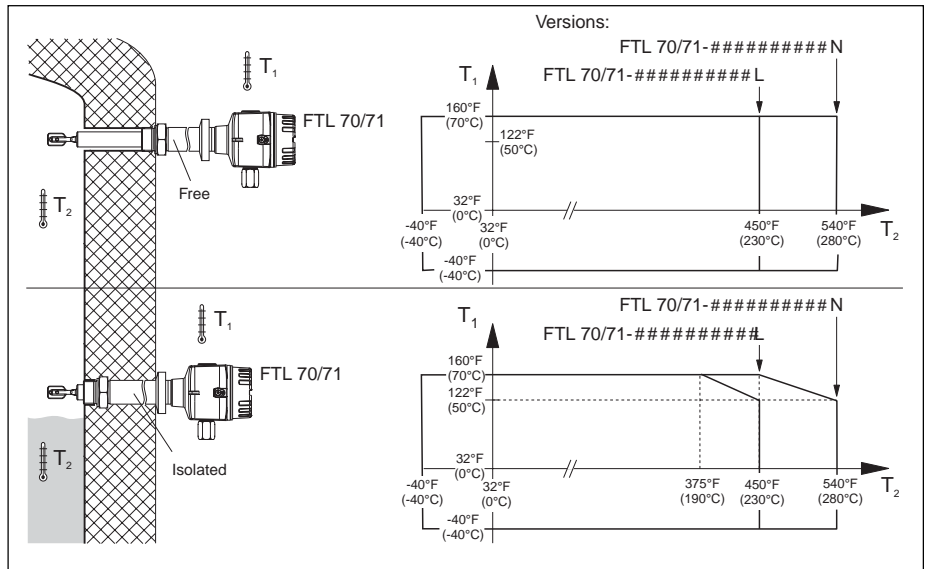 Versions:
FTL 70/71-##########N
FTL 70/71-##########L
T1
T1
FTL 70/71
160°F
(70°C)
122°F
(50°C)
Free
T2
32°F
(0°C)
-40°F
(-40°C)
32°F
(0°C)
450°F
(230°C)
540°F
(280°C)
T2
-40°F
(-40°C)
FTL 70/71-##########N
FTL 70/71-##########L
T1
T1
FTL 70/71
160°F
(70°C)
122°F
(50°C)
T2
Isolated
32°F
(0°C)
-40°F
(-40°C)
32°F
(0°C)
375°F
(190°C)
450°F
(230°C)
540°F
(280°C)
T2
-40°F
(-40°C)